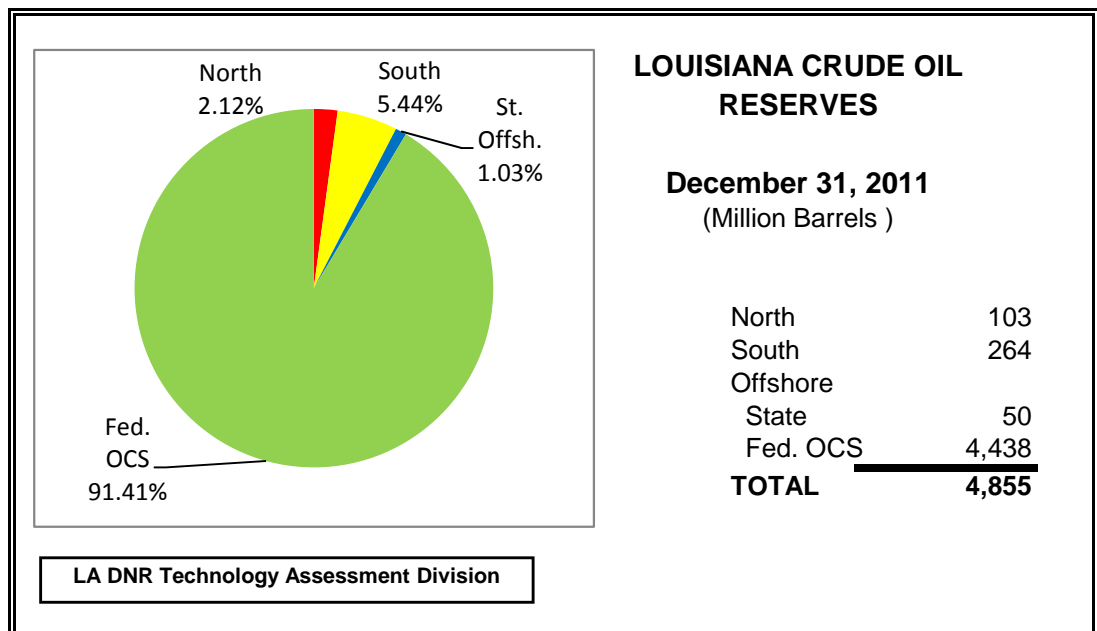 North
2.12%
South
5.44%
St.
Offsh.
1.03%
Fed.
OCS
91.41%
LOUISIANA CRUDE OIL
RESERVES
December 31, 2011
(Million Barrels )
North 103
South 264
Offshore
State 50
Fed. OCS 4,438
TOTAL 4,855
LA DNR Technology Assessment Division